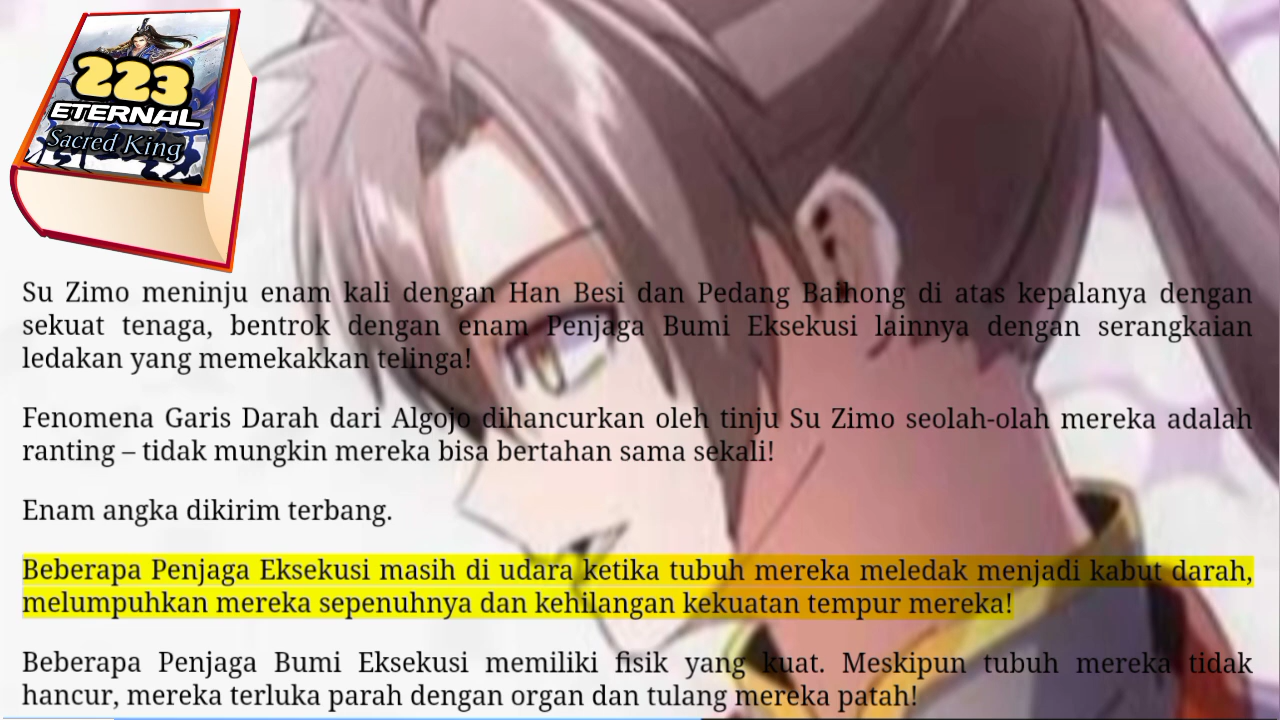 223
ETERNAL
Sacred King
Su Zimo meninju enam kali dengan Han Besi dan Pedang Baihong di atas kepalanya dengan
sekuat tenaga, bentrok dengan enam Penjaga Bumi Eksekusi lainnya dengan serangkaian
ledakan yang memekakkan telinga!
Fenomena Garis Darah dari Algojo dihancurkan oleh tinju Su Zimo seolah-olah mereka adalah
ranting – tidak mungkin mereka bisa bertahan sama sekali!
Enam angka dikirim terbang.
Beberapa Penjaga Eksekusi masih di udara ketika tubuh mereka meledak menjadi kabut darah,
melumpuhkan mereka sepenuhnya dan kehilangan kekuatan tempur mereka!
Beberapa Penjaga Bumi Eksekusi memiliki fisik yang kuat. Meskipun tubuh mereka tidak
hancur, mereka terluka parah dengan organ dan tulang mereka patah!